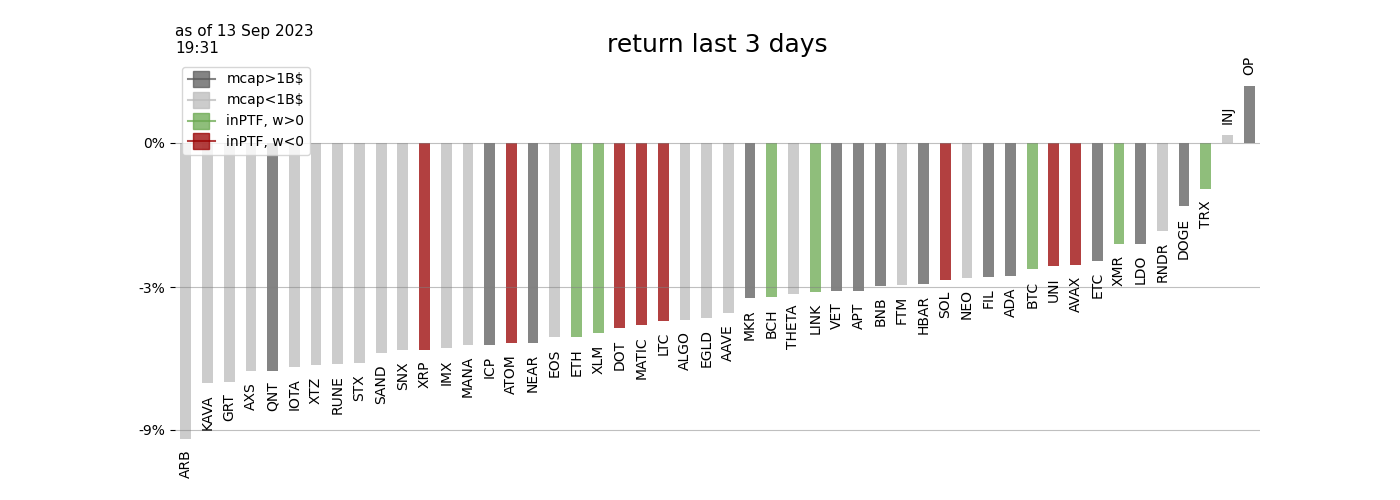 as of 13 Sep 2023
19:31
return last 3 days
mcap>1B$
mcap<1B$
inPTF, w>0
inPTF, w<0
0%
-3%
-9%
ARB
KAVA
GRT
AXS
QNT
IOTA
XTZ
RUNE
STX
SAND
SNX
XRP
IMX
MANA
ICP
ATOM
NEAR
EOS
ETH
XLM
DOT
MATIC
LTC
ALGO
EGLD
AAVE
MKR
BCH
THETA
LINK
VET
APT
BNB
FTM
HBAR
SOL
NEO
FIL
ADA
BTC
UNI
AVAX
ETC
XMR
LDO
RNDR
DOGE
TRX
INJ
OP